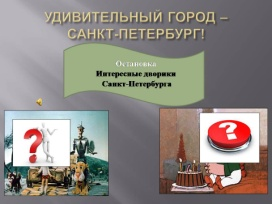 УДИВИТЕЛЬНЫЙ ГОРОД –
САНКТ-ПЕТЕРБУРГ!
Остановка
Интересные дворики
Санкт-Петербурга
?
?